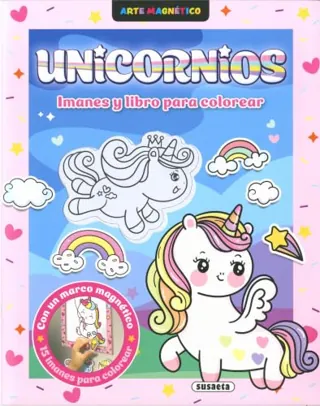 ARTE MAGNÉTICO
UNICORNIOS
Imanes y libro para colorear
Con un marco magnético
15 imanes para colorear
susaeta